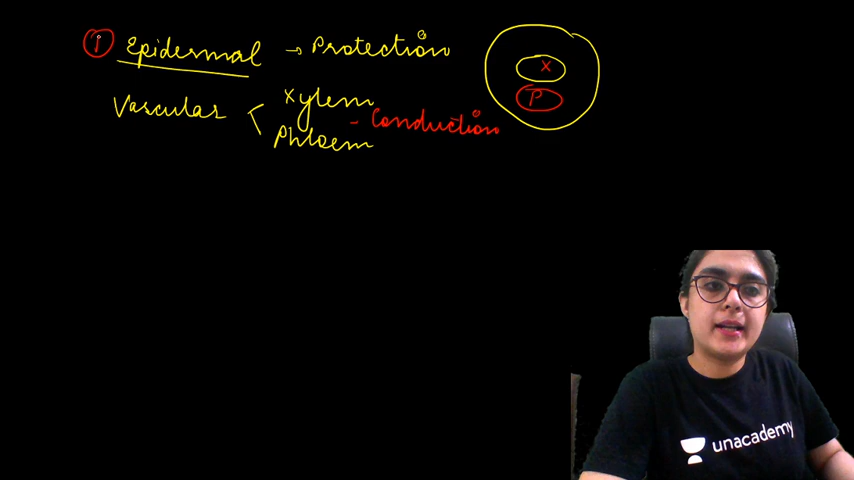 i Epidermal → Protection
Vascular < Xylem
Phloem - Conduction
X
P
unacademy